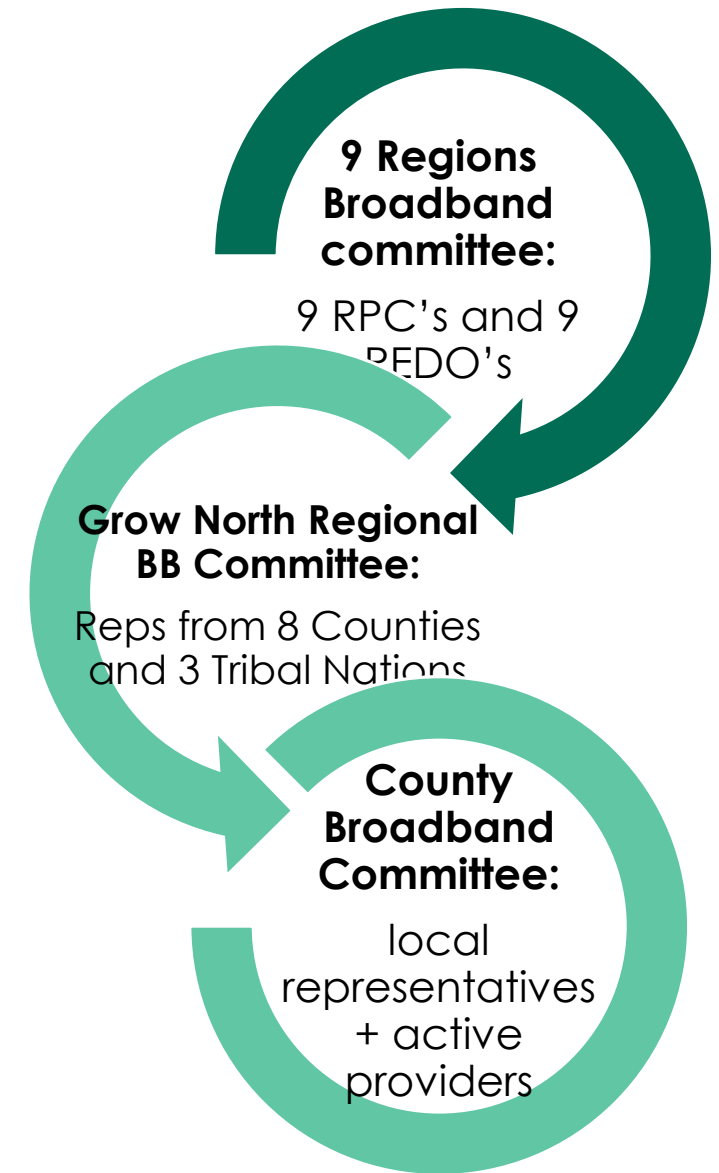 9 Regions
Broadband
committee:
9 RPC’s and 9
REDO’s
Grow North Regional
BB Committee:
Reps from 8 Counties
and 3 Tribal Nations
County
Broadband
Committee:
local
representatives
+ active
providers